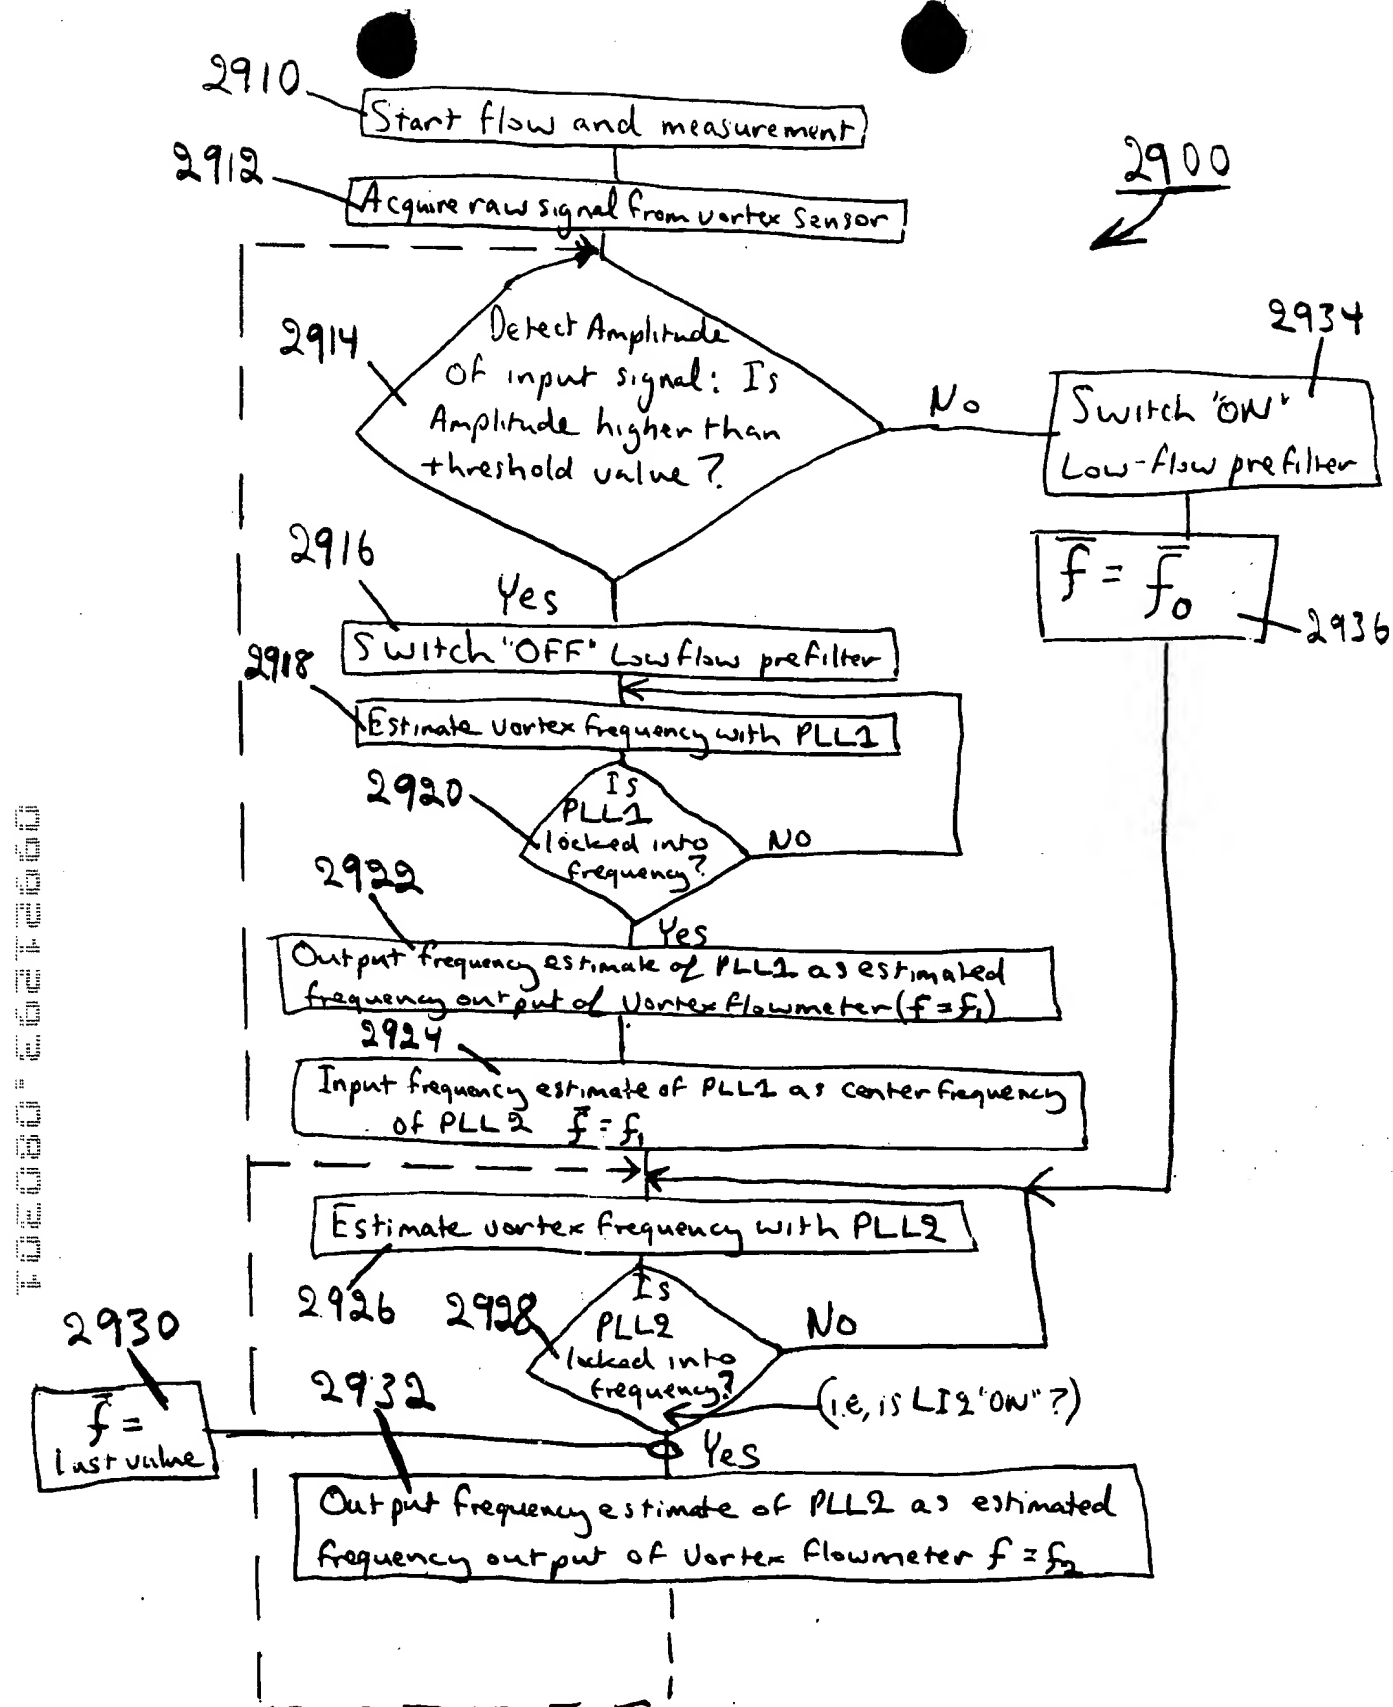 2910
Start flow and measurement
2912
Acquire raw signal from vortex sensor
2900
2914
Detect Amplitude
of input signal: Is
Amplitude higher than
threshold value?
No
2934
Switch "ON"
Low-flow prefilter
f̅ = f̅₀
2936
2916
Yes
Switch "OFF" Low flow prefilter
2918
Estimate vortex frequency with PLL1
2920
Is
PLL1
locked into
frequency?
NO
2922
Yes
Output frequency estimate of PLL1 as estimated
frequency output of Vortex flowmeter (f = f₁)
2924
Input frequency estimate of PLL1 as center frequency
of PLL2 f̅ = f₁
Estimate vortex frequency with PLL2
2926
2928
Is
PLL2
locked into
frequency?
No
(i.e, is LI2 "ON"?)
2930
f̅ =
last value
2932
Yes
Output frequency estimate of PLL2 as estimated
frequency output of Vortex flowmeter f = f₂
09921293.080301